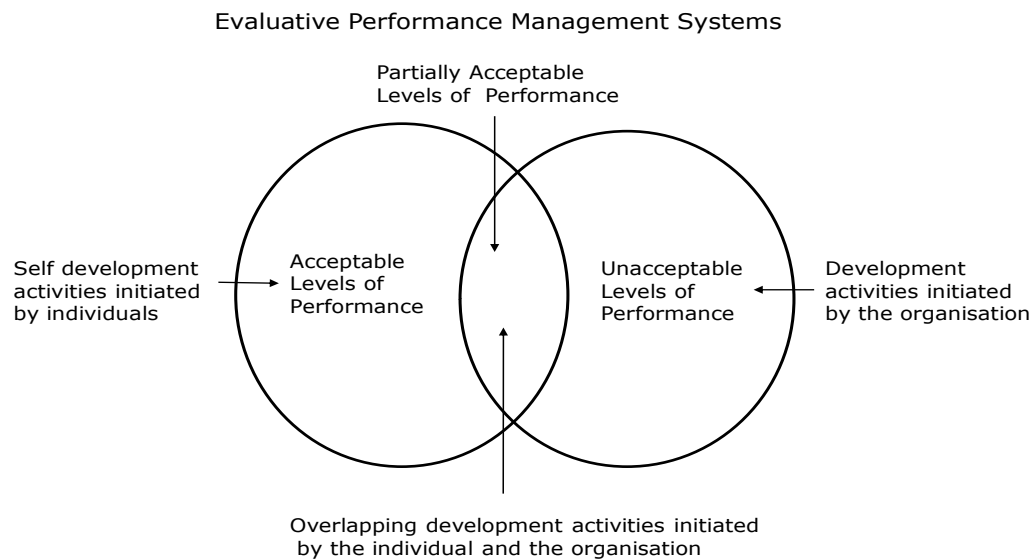 Evaluative Performance Management Systems
Partially Acceptable
Levels of Performance
Self development
activities initiated
by individuals
Acceptable
Levels of
Performance
Unacceptable
Levels of
Performance
Development
activities initiated
by the organisation
Overlapping development activities initiated
by the individual and the organisation